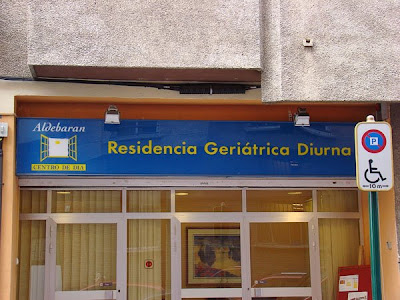 Aldebaran
CENTRO DE DIA
Residencia Geriátrica Diurna
P
10 m